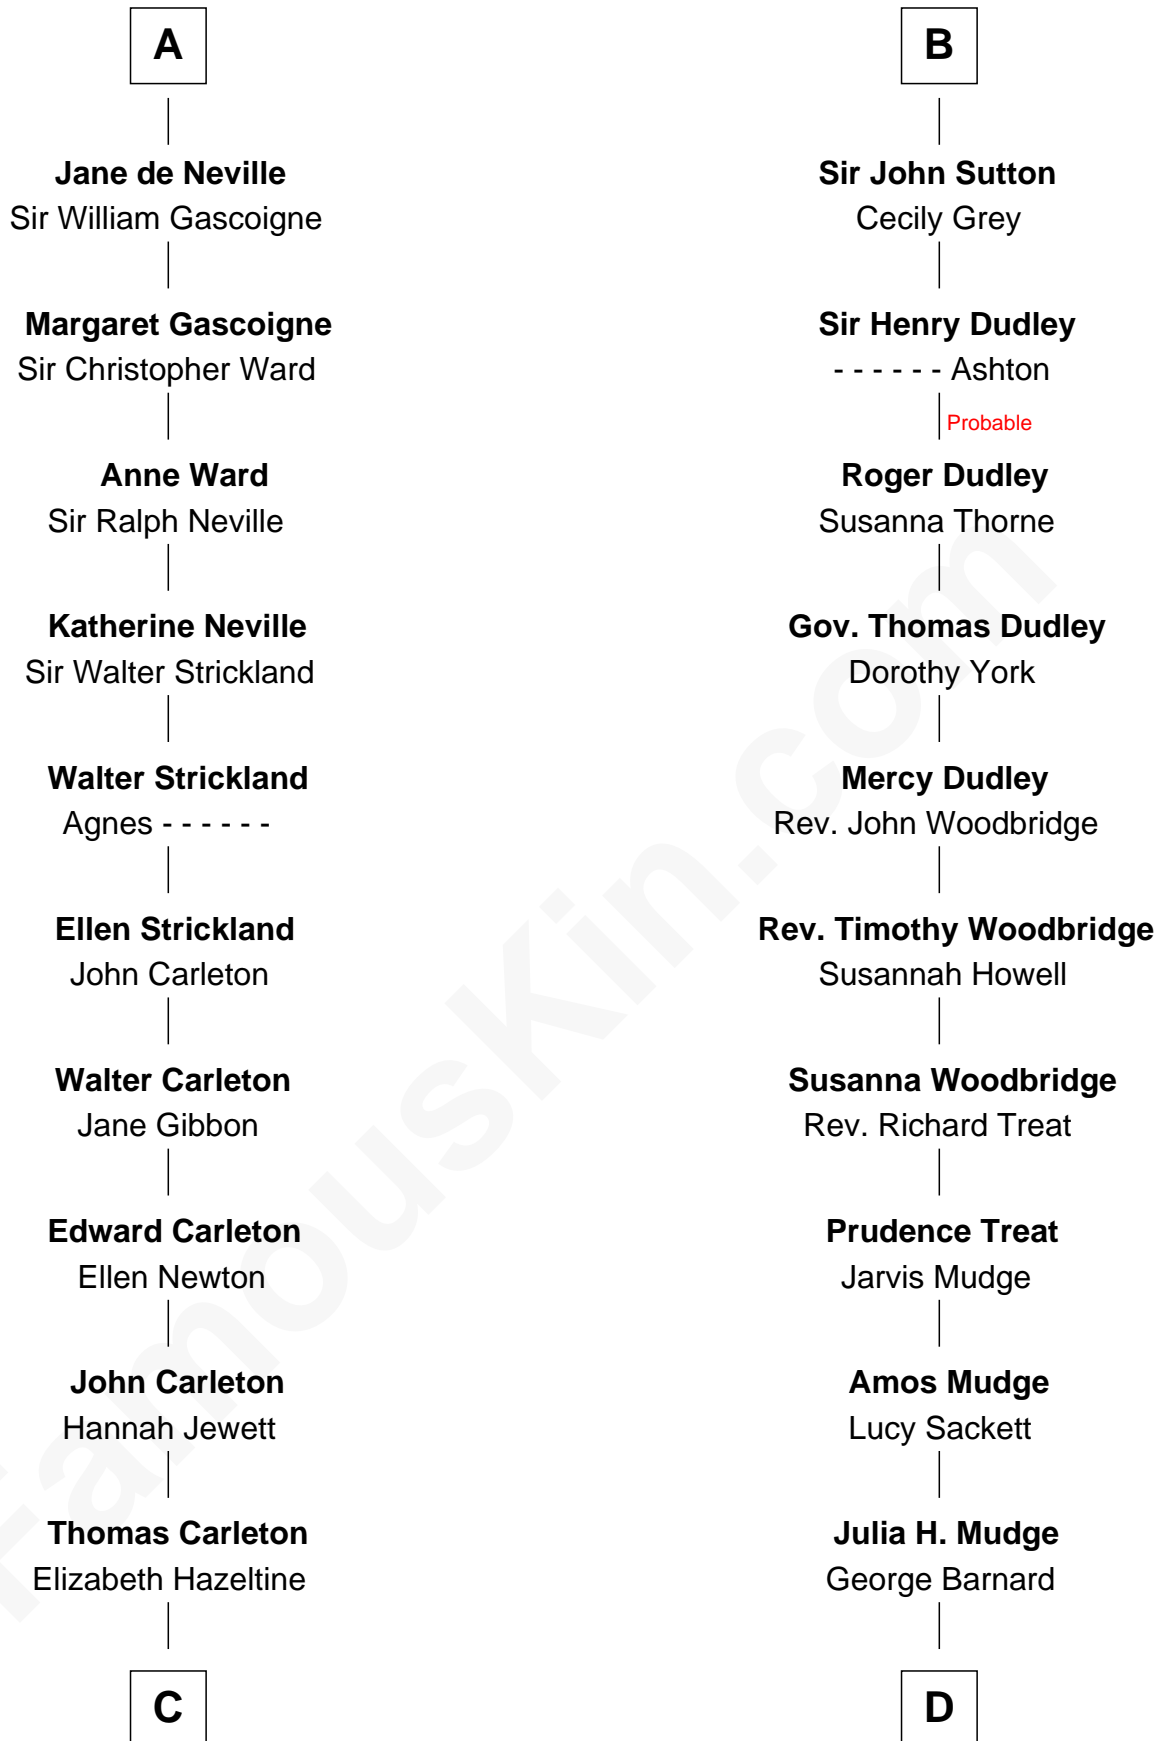 A
Jane de Neville
Sir William Gascoigne
Margaret Gascoigne
Sir Christopher Ward
Anne Ward
Sir Ralph Neville
Katherine Neville
Sir Walter Strickland
Walter Strickland
Agnes - - - - - -
Ellen Strickland
John Carleton
Walter Carleton
Jane Gibbon
Edward Carleton
Ellen Newton
John Carleton
Hannah Jewett
Thomas Carleton
Elizabeth Hazeltine
C
B
Sir John Sutton
Cecily Grey
Sir Henry Dudley
- - - - - - Ashton
Probable
Roger Dudley
Susanna Thorne
Gov. Thomas Dudley
Dorothy York
Mercy Dudley
Rev. John Woodbridge
Rev. Timothy Woodbridge
Susannah Howell
Susanna Woodbridge
Rev. Richard Treat
Prudence Treat
Jarvis Mudge
Amos Mudge
Lucy Sackett
Julia H. Mudge
George Barnard
D
FamousKin.com